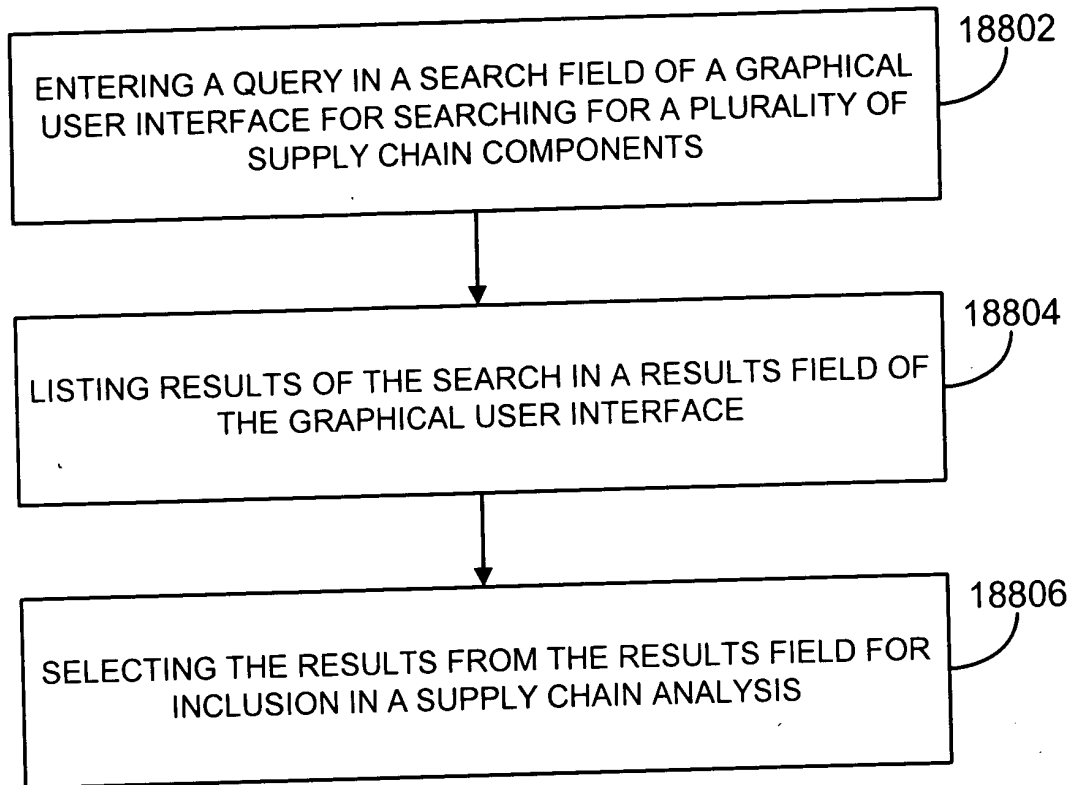 18802
ENTERING A QUERY IN A SEARCH FIELD OF A GRAPHICAL
USER INTERFACE FOR SEARCHING FOR A PLURALITY OF
SUPPLY CHAIN COMPONENTS
18804
LISTING RESULTS OF THE SEARCH IN A RESULTS FIELD OF
THE GRAPHICAL USER INTERFACE
18806
SELECTING THE RESULTS FROM THE RESULTS FIELD FOR
INCLUSION IN A SUPPLY CHAIN ANALYSIS